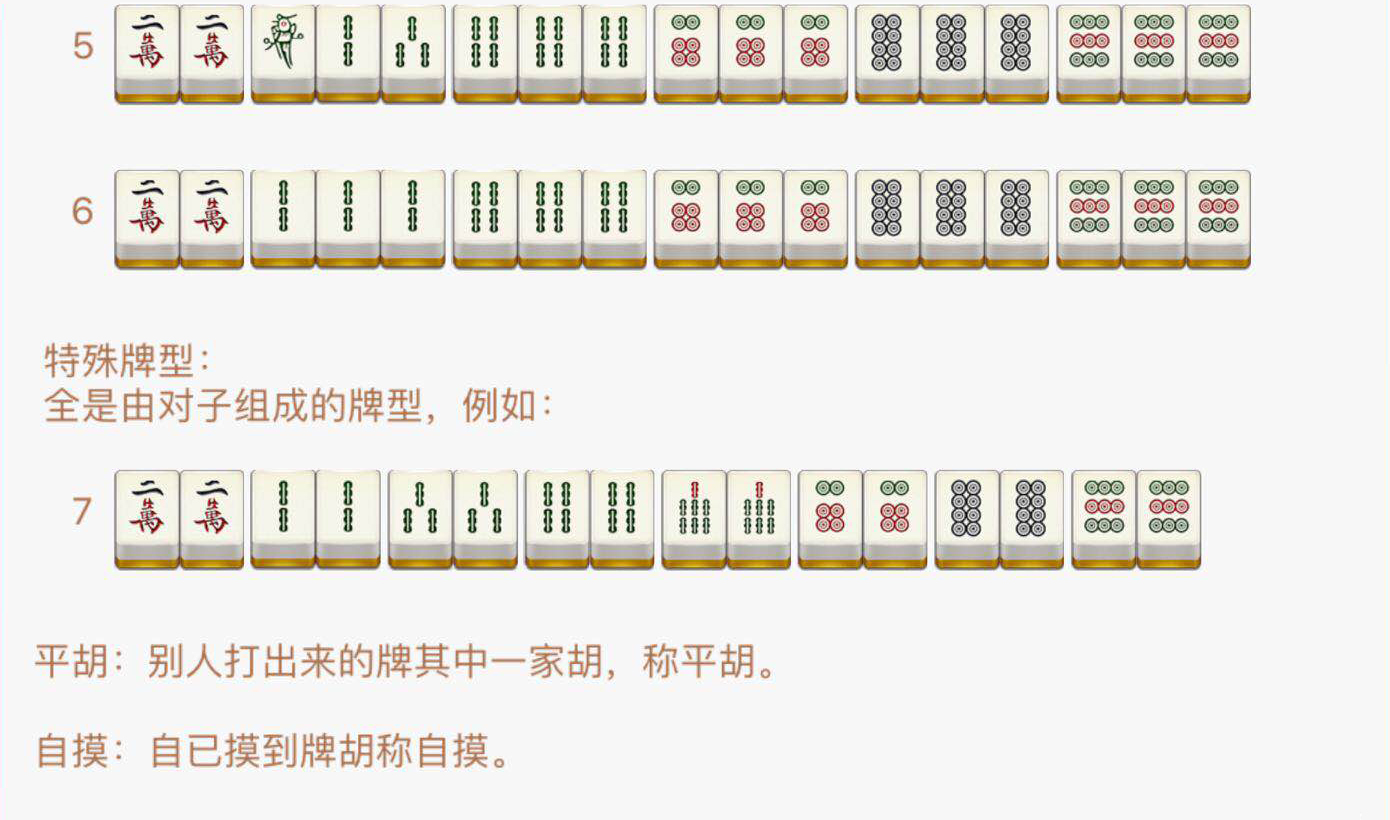 5 二萬 二萬
6 二萬 二萬
特殊牌型：
全是由对子组成的牌型，例如：
7 二萬 二萬
平胡：别人打出来的牌其中一家胡，称平胡。
自摸：自已摸到牌胡称自摸。